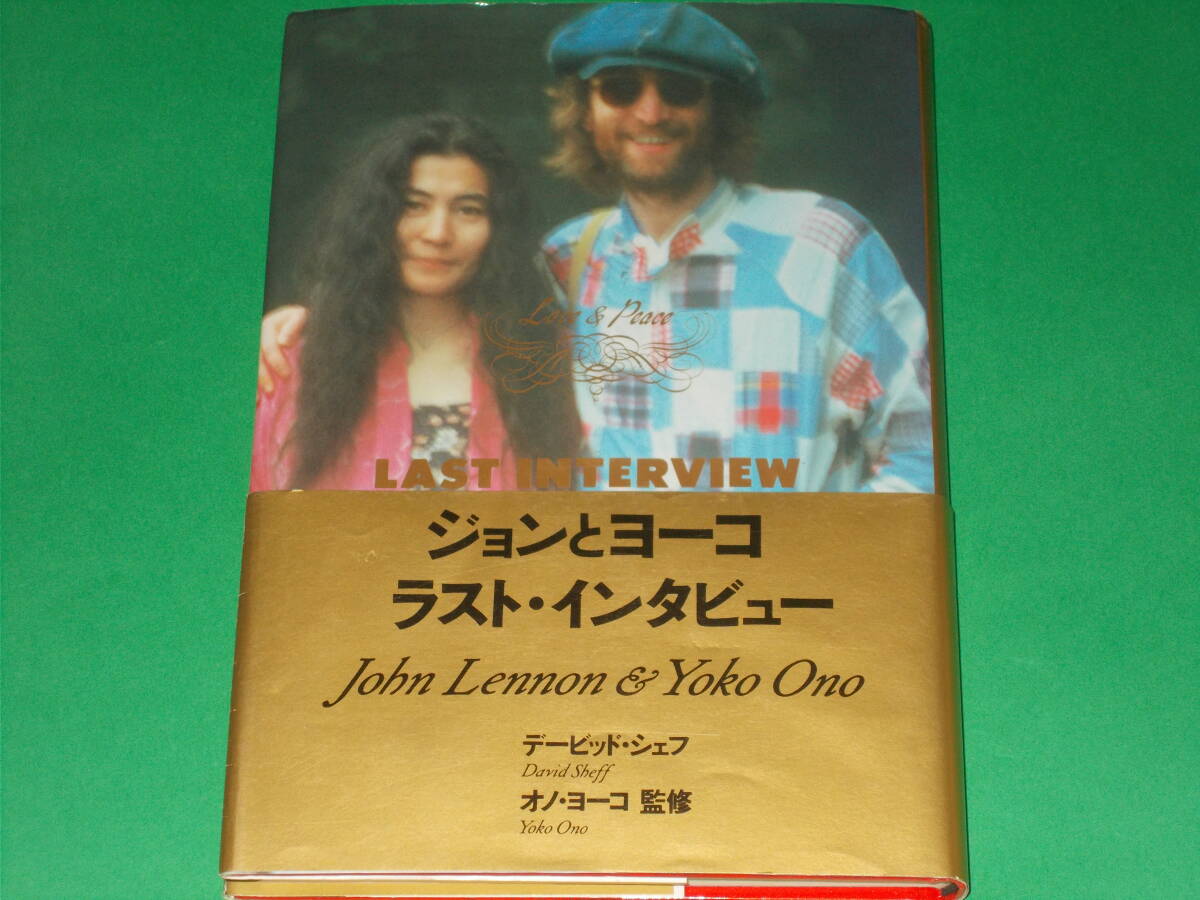 Love & Peace
LAST INTERVIEW
ジョンとヨーコ
ラスト・インタビュー
John Lennon & Yoko Ono
デービッド・シェフ
David Sheff
オノ・ヨーコ 監修
Yoko Ono